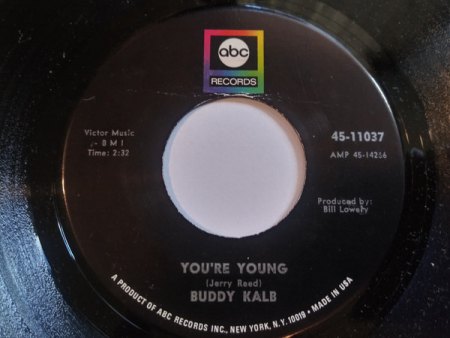 abc
RECORDS
Victor Music
- B M I
Time: 2:32
45-11037
AMP 45-14266
Produced by:
Bill Lowery
YOU'RE YOUNG
(Jerry Reed)
BUDDY KALB
A PRODUCT OF ABC RECORDS INC., NEW YORK, N.Y. 10019 • MADE IN USA